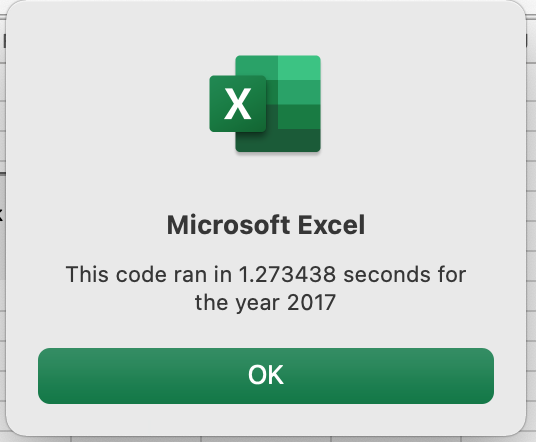 X
Microsoft Excel
This code ran in 1.273438 seconds for
the year 2017
OK